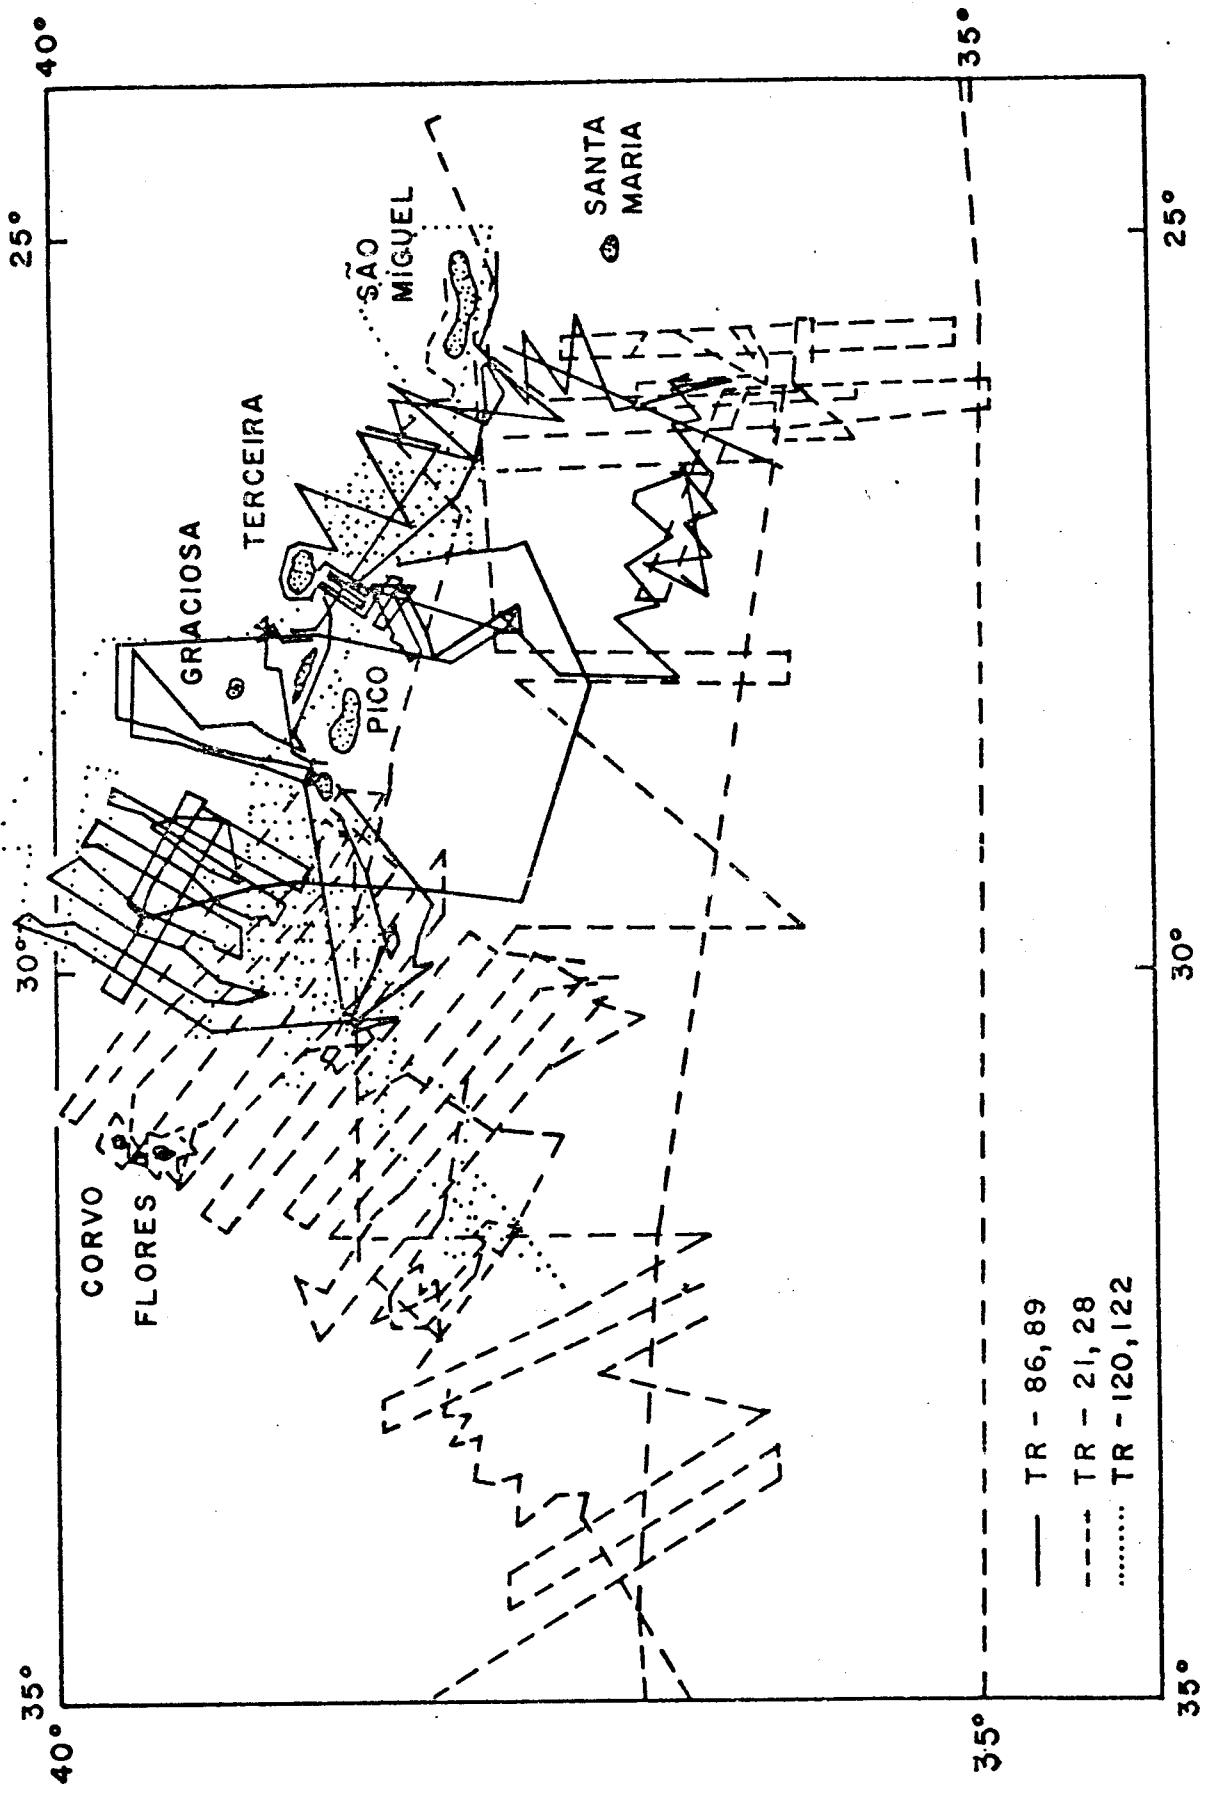 35°
30°
25°
40°
40°
CORVO
FLORES
GRACIOSA
TERCEIRA
SÃO
MIGUEL
PICO
SANTA
MARIA
35°
35°
TR - 86,89
TR - 21, 28
TR - 120, 122
35°
30°
25°